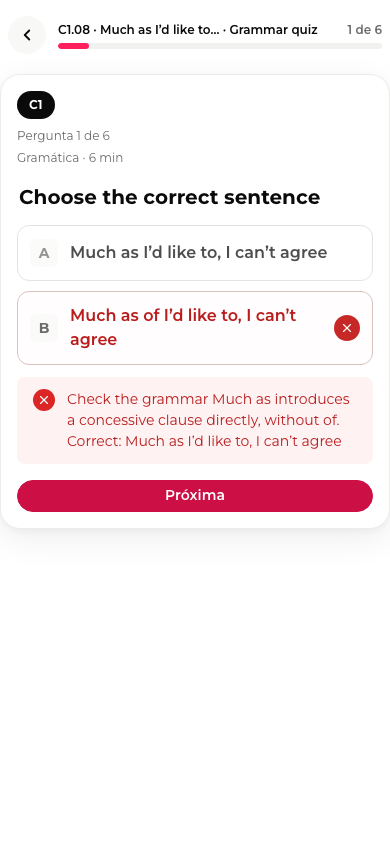 C1.08 · Much as I’d like to… · Grammar quiz
1 de 6
C1
Pergunta 1 de 6
Gramática · 6 min
Choose the correct sentence
A
Much as I’d like to, I can’t agree
B
Much as of I’d like to, I can’t
agree
Check the grammar Much as introduces
a concessive clause directly, without of.
Correct: Much as I’d like to, I can’t agree
Próxima